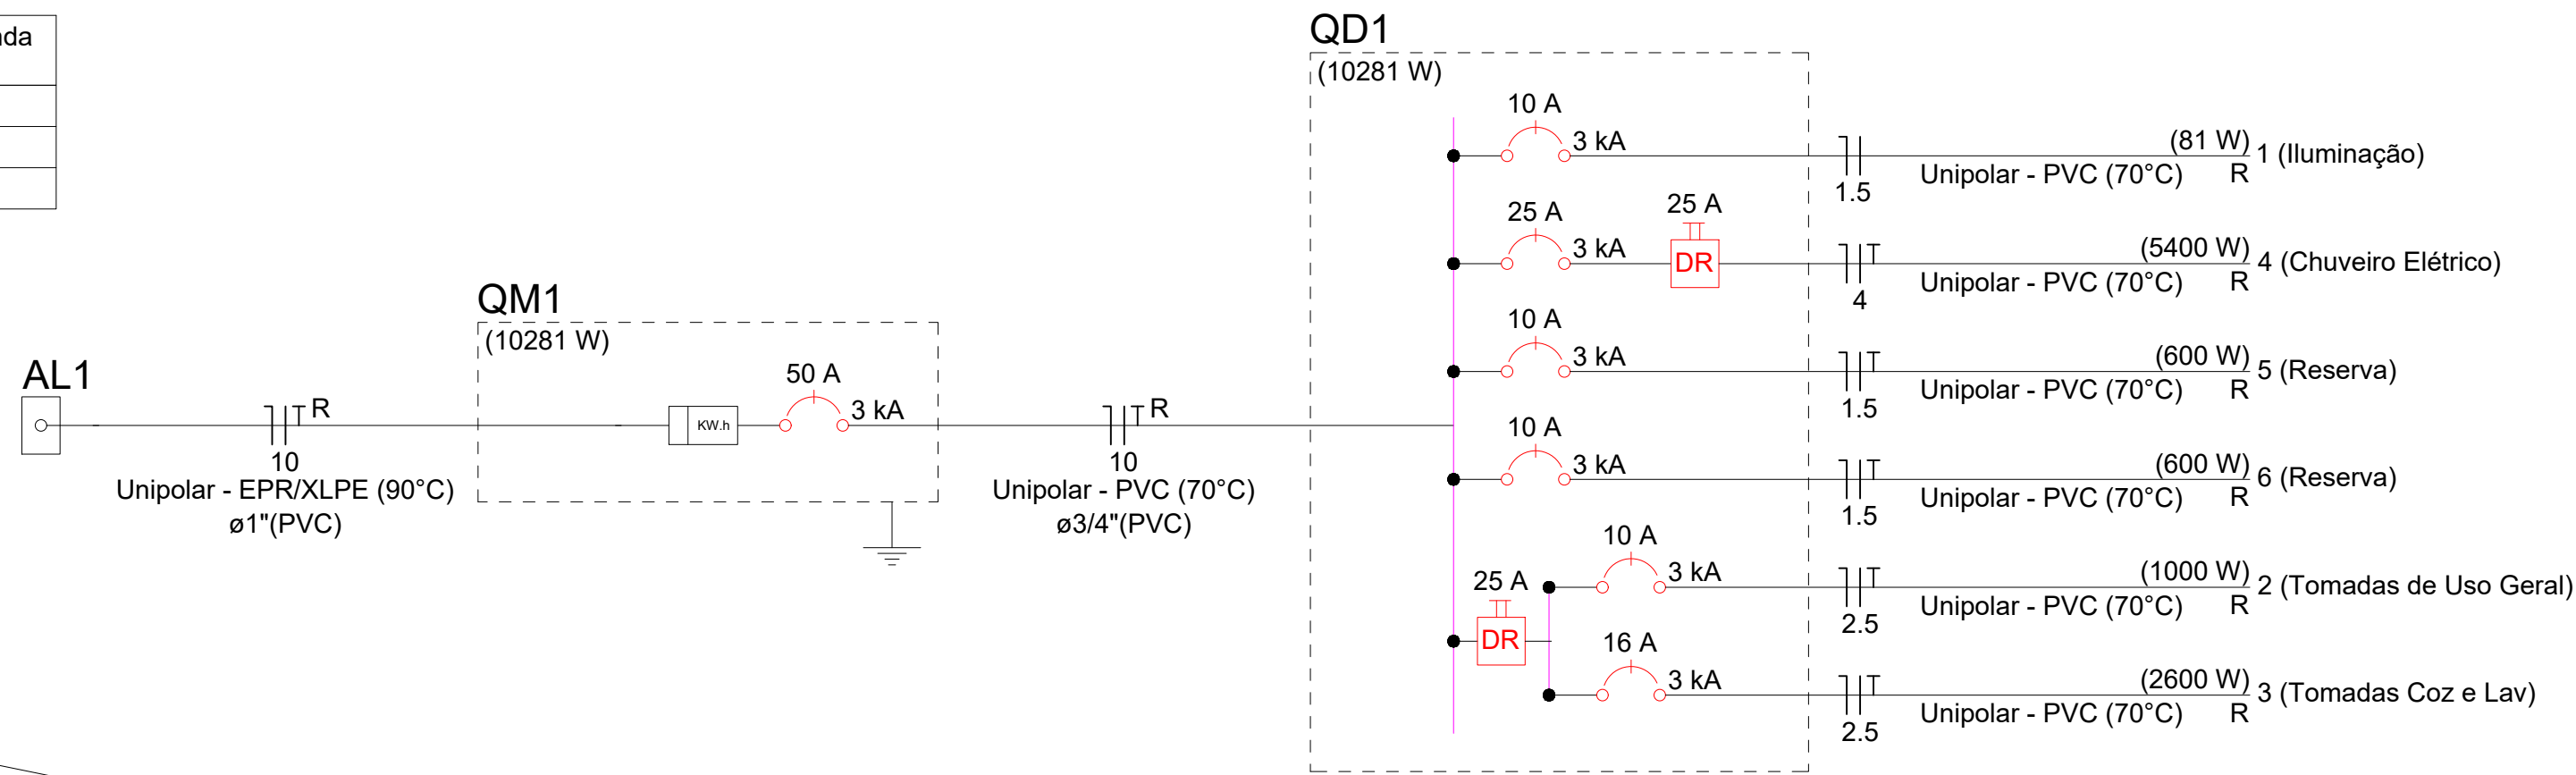 QD1
(10281 W)
10 A
3 kA
(81 W)
1 (Iluminação)
1.5
Unipolar - PVC (70°C)
R
25 A
3 kA
25 A
DR
(5400 W)
4 (Chuveiro Elétrico)
4
Unipolar - PVC (70°C)
R
10 A
3 kA
(600 W)
5 (Reserva)
1.5
Unipolar - PVC (70°C)
R
10 A
3 kA
(600 W)
6 (Reserva)
1.5
Unipolar - PVC (70°C)
R
25 A
DR
10 A
3 kA
(1000 W)
2 (Tomadas de Uso Geral)
2.5
Unipolar - PVC (70°C)
R
16 A
3 kA
(2600 W)
3 (Tomadas Coz e Lav)
2.5
Unipolar - PVC (70°C)
R
QM1
(10281 W)
KW.h
50 A
3 kA
AL1
R
10
Unipolar - EPR/XLPE (90°C)
ø1"(PVC)
R
10
Unipolar - PVC (70°C)
ø3/4"(PVC)